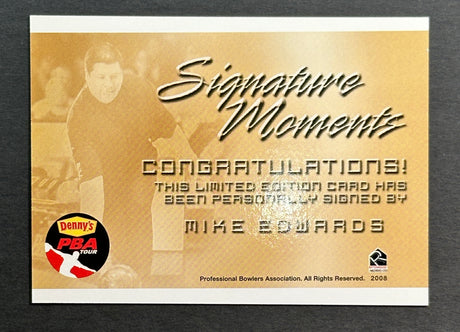 Signature
Moments
CONGRATULATIONS!
THIS LIMITED EDITION CARD HAS
BEEN PERSONALLY SIGNED BY
MIKE EDWARDS
Denny's
PBA
TOUR
Professional Bowlers Association. All Rights Reserved. 2008